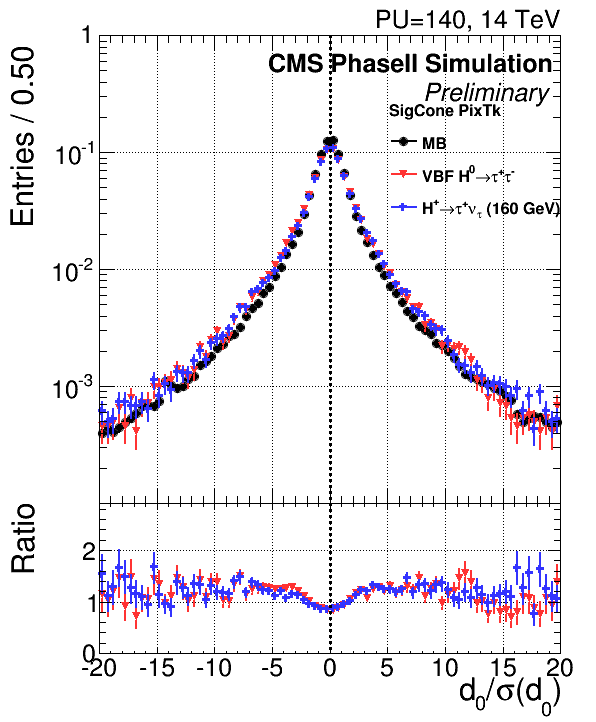 PU=140, 14 TeV
CMS PhaseII Simulation
Preliminary
SigCone PixTk
MB
VBF H⁰→τ⁺τ⁻
H⁺→τ⁺ν_τ (160 GeV)
Entries / 0.50
1
10⁻¹
10⁻²
10⁻³
Ratio
2
1
0
-20 -15 -10 -5 0 5 10 15 20
d₀/σ(d₀)